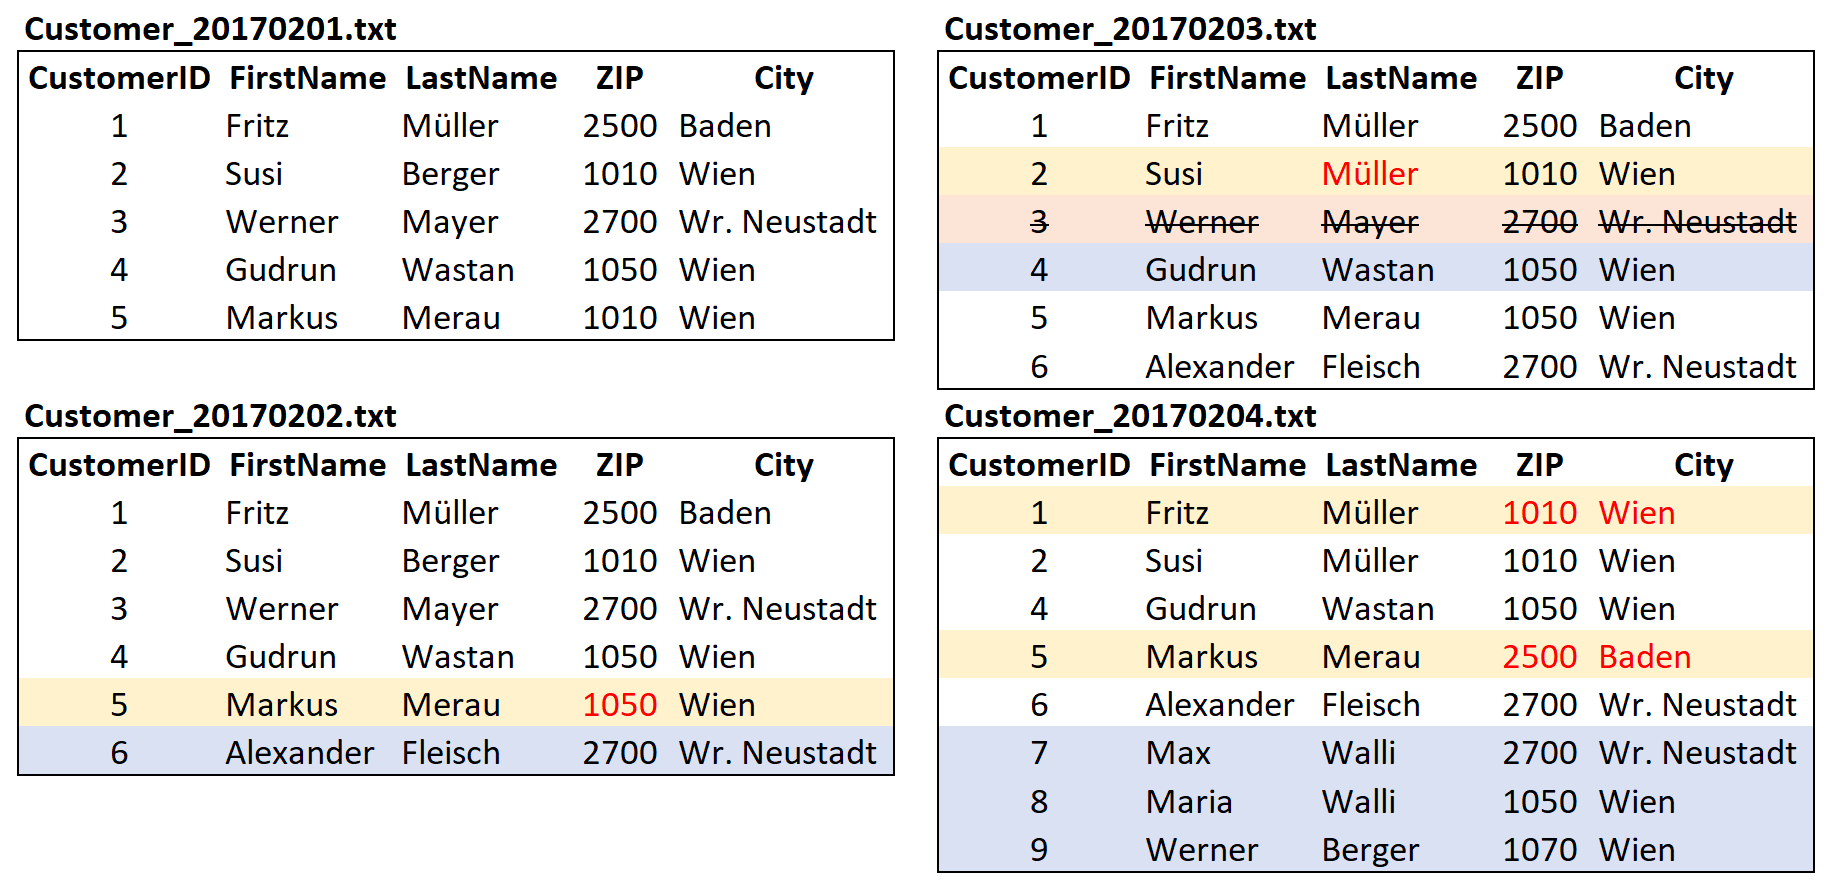 Customer_20170201.txt
CustomerID FirstName LastName ZIP City
1 Fritz Müller 2500 Baden
2 Susi Berger 1010 Wien
3 Werner Mayer 2700 Wr. Neustadt
4 Gudrun Wastan 1050 Wien
5 Markus Merau 1010 Wien
Customer_20170202.txt
CustomerID FirstName LastName ZIP City
1 Fritz Müller 2500 Baden
2 Susi Berger 1010 Wien
3 Werner Mayer 2700 Wr. Neustadt
4 Gudrun Wastan 1050 Wien
5 Markus Merau 1050 Wien
6 Alexander Fleisch 2700 Wr. Neustadt
Customer_20170203.txt
CustomerID FirstName LastName ZIP City
1 Fritz Müller 2500 Baden
2 Susi Müller 1010 Wien
3 Werner Mayer 2700 Wr. Neustadt
4 Gudrun Wastan 1050 Wien
5 Markus Merau 1050 Wien
6 Alexander Fleisch 2700 Wr. Neustadt
Customer_20170204.txt
CustomerID FirstName LastName ZIP City
1 Fritz Müller 1010 Wien
2 Susi Müller 1010 Wien
4 Gudrun Wastan 1050 Wien
5 Markus Merau 2500 Baden
6 Alexander Fleisch 2700 Wr. Neustadt
7 Max Walli 2700 Wr. Neustadt
8 Maria Walli 1050 Wien
9 Werner Berger 1070 Wien